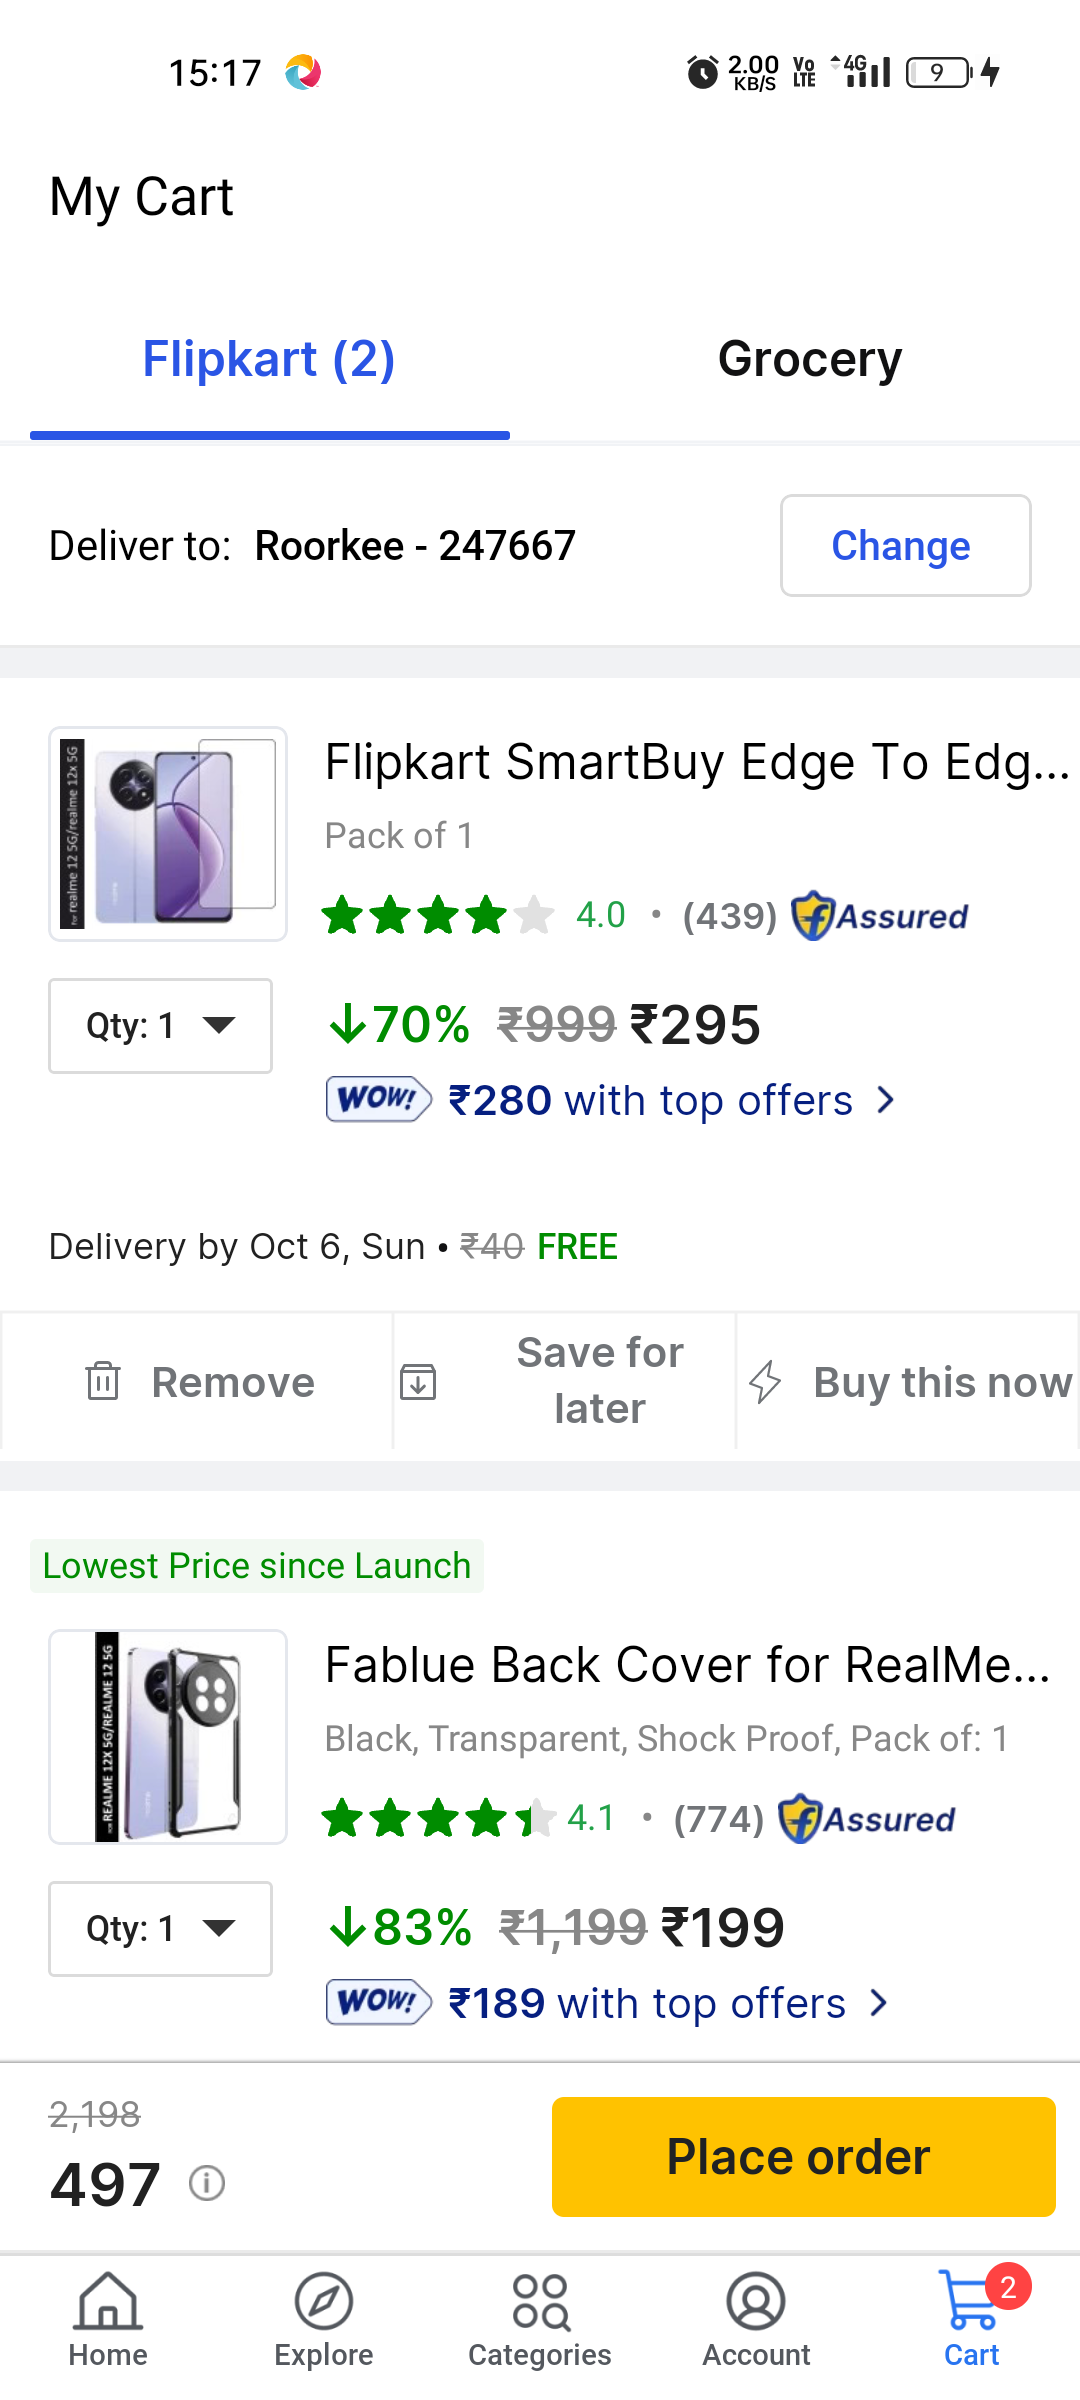 15:17
2.00 KB/S Vo LTE 4G 9
My Cart
Flipkart (2) Grocery
Deliver to: Roorkee - 247667 Change
for realme 12 5G/realme 12x 5G
Flipkart SmartBuy Edge To Edg...
Pack of 1
4.0 • (439) Assured
Qty: 1
↓70% ₹999 ₹295
WOW! ₹280 with top offers >
Delivery by Oct 6, Sun • ₹40 FREE
Remove
Save for later
Buy this now
Lowest Price since Launch
FOR REALME 12X 5G/REALME 12 5G
Fablue Back Cover for RealMe...
Black, Transparent, Shock Proof, Pack of: 1
4.1 • (774) Assured
Qty: 1
↓83% ₹1,199 ₹199
WOW! ₹189 with top offers >
2,198
497
Place order
Home Explore Categories Account Cart
2